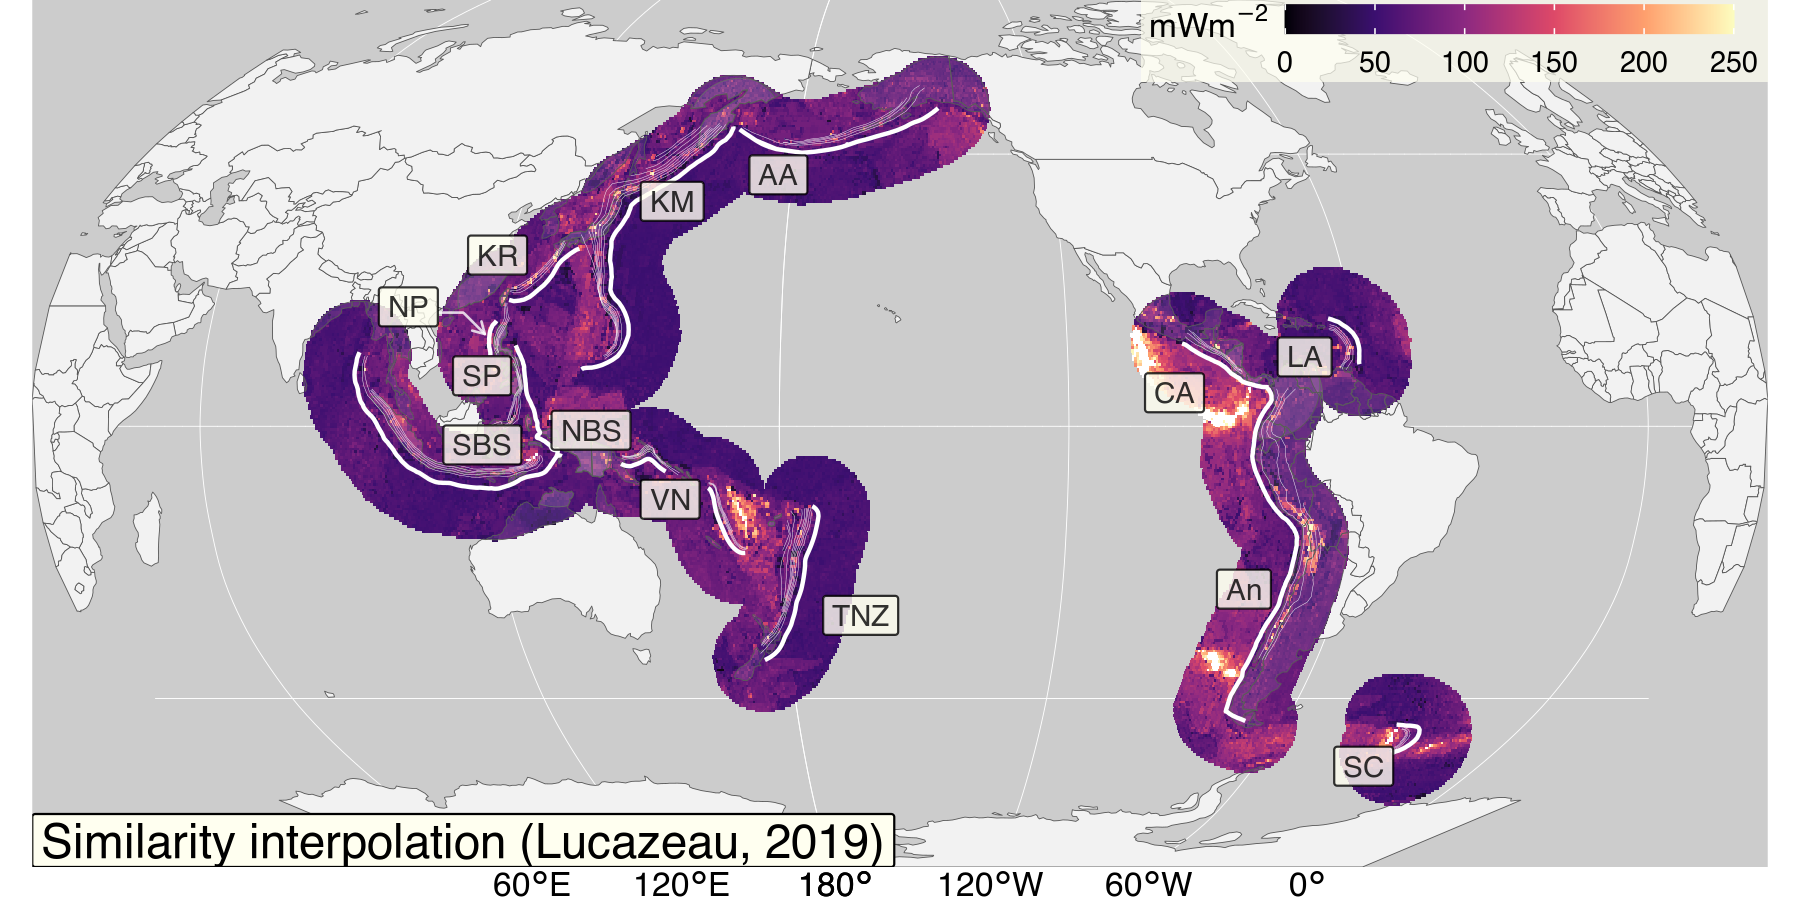 mWm⁻²
0 50 100 150 200 250
AA
KM
KR
NP
LA
SP
CA
NBS
SBS
VN
An
TNZ
SC
Similarity interpolation (Lucazeau, 2019)
60°E 120°E 180° 120°W 60°W 0°